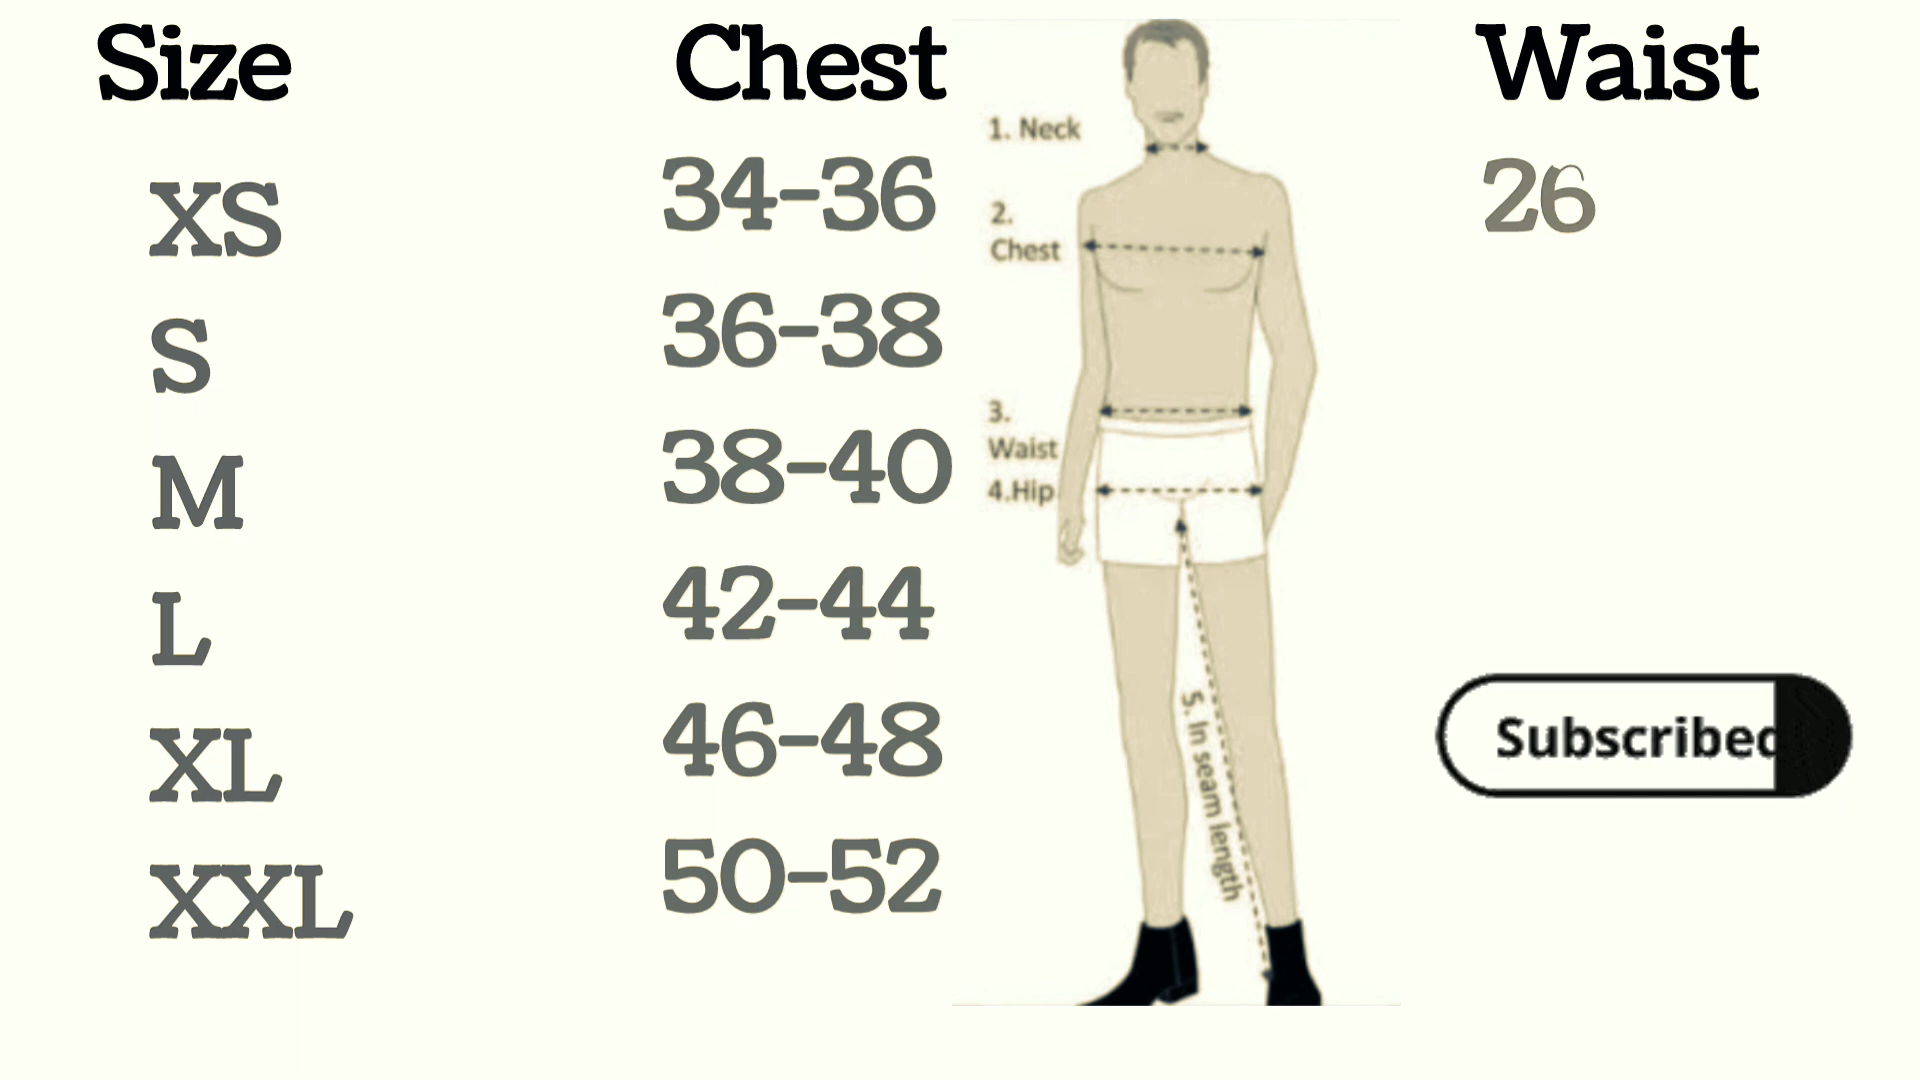 Size Chest Waist
XS 34-36 26
S 36-38
M 38-40
L 42-44
XL 46-48
XXL 50-52
1. Neck
2.
Chest
3.
Waist
4.Hip
5. In seam length
Subscribed